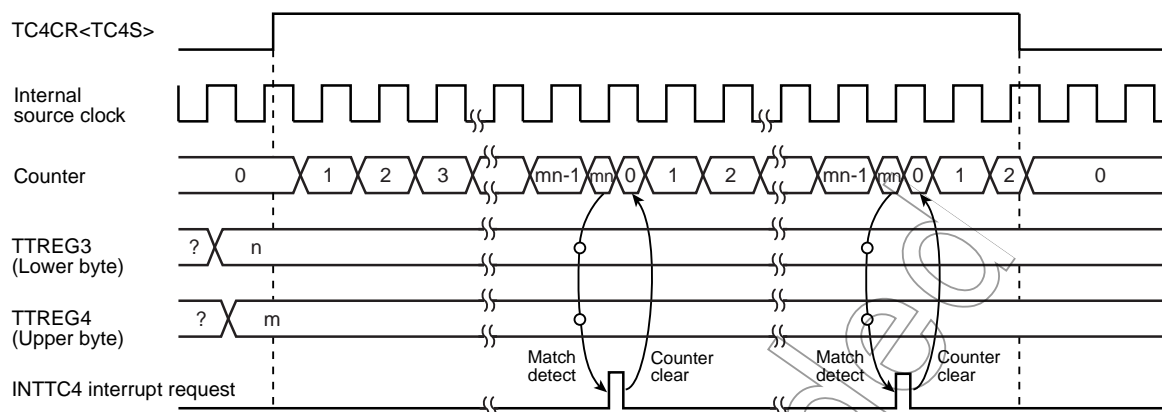 TC4CR<TC4S>
Internal
source clock
Counter
0 1 2 3 mn-1 mn 0 1 2 mn-1 mn 0 1 2 0
TTREG3
(Lower byte)
? n
TTREG4
(Upper byte)
? m
Match
detect
Counter
clear
Match
detect
Counter
clear
INTTC4 interrupt request